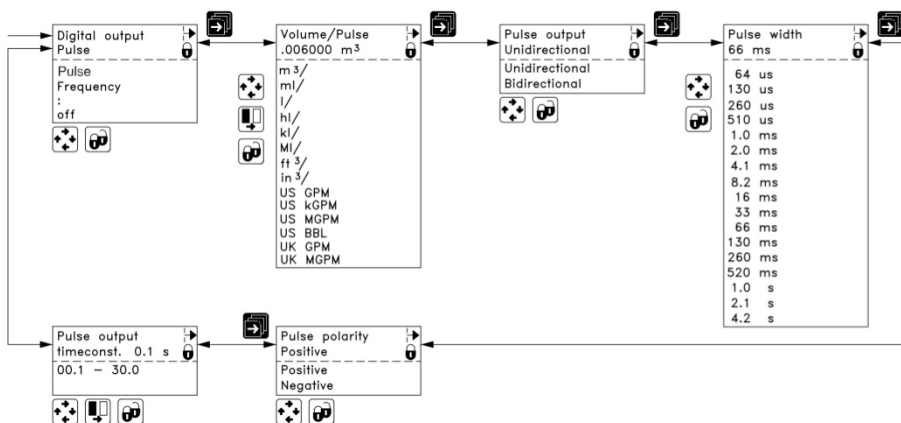 Digital output
Pulse
Pulse
Frequency
:
off
Volume/Pulse
.006000 m³
m³/
ml/
l/
hl/
kl/
Ml/
ft³/
in³/
US GPM
US kGPM
US MGPM
US BBL
UK GPM
UK MGPM
Pulse output
Unidirectional
Unidirectional
Bidirectional
Pulse width
66 ms
64 us
130 us
260 us
510 us
1.0 ms
2.0 ms
4.1 ms
8.2 ms
16 ms
33 ms
66 ms
130 ms
260 ms
520 ms
1.0 s
2.1 s
4.2 s
Pulse output
timeconst. 0.1 s
00.1 – 30.0
Pulse polarity
Positive
Positive
Negative